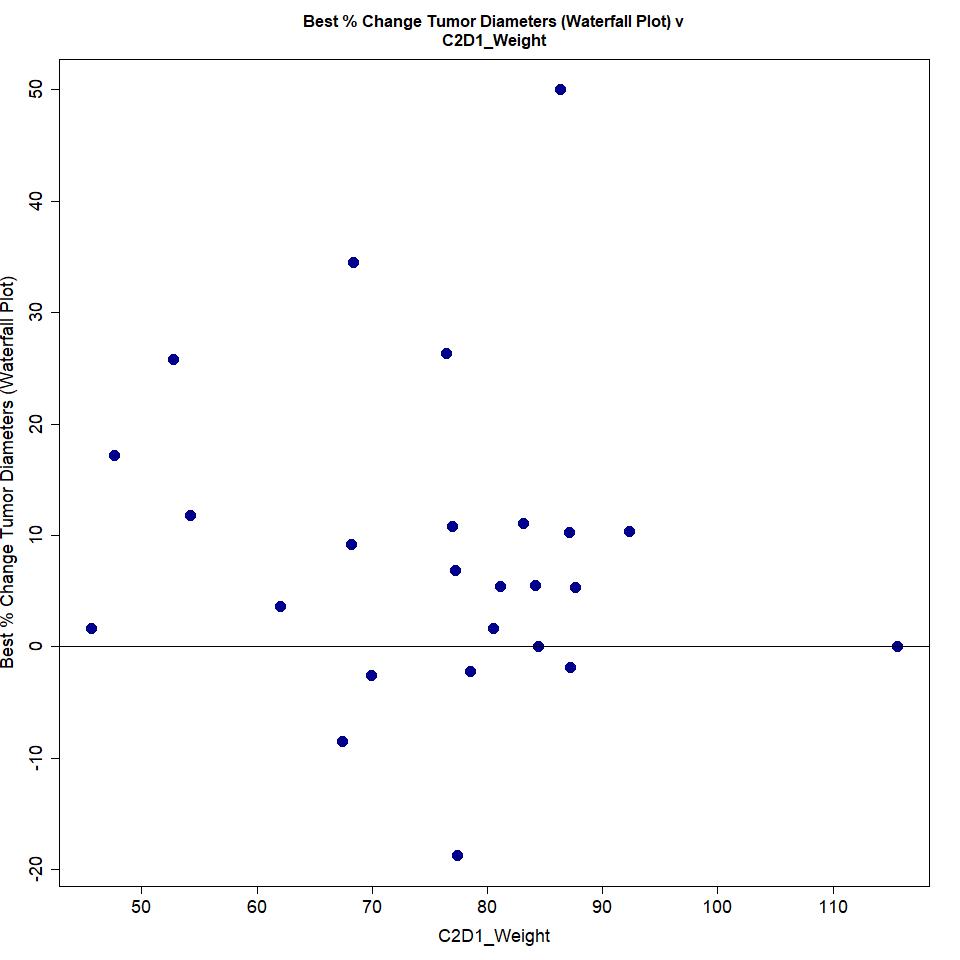 Best % Change Tumor Diameters (Waterfall Plot) v
C2D1_Weight
Best % Change Tumor Diameters (Waterfall Plot)
50
40
30
20
10
0
-10
-20
50 60 70 80 90 100 110
C2D1_Weight